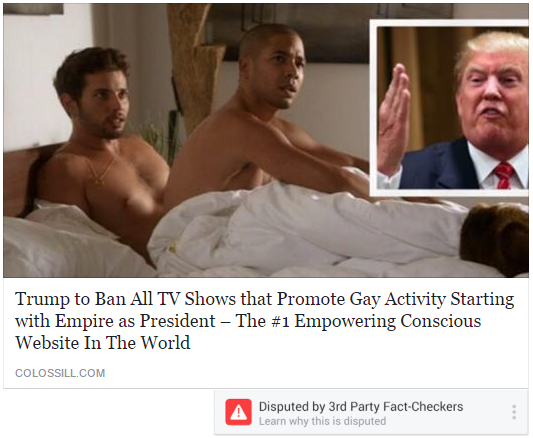 Trump to Ban All TV Shows that Promote Gay Activity Starting
with Empire as President – The #1 Empowering Conscious
Website In The World
COLOSSILL.COM
Disputed by 3rd Party Fact-Checkers
Learn why this is disputed